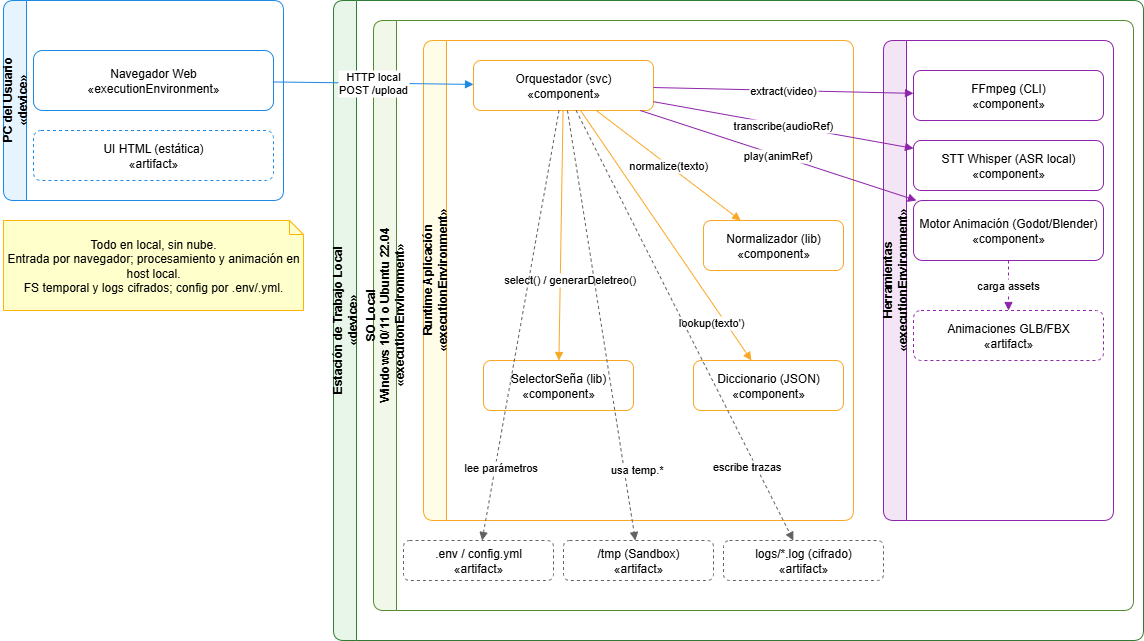 PC del Usuario
«device»
Navegador Web
«executionEnvironment»
UI HTML (estática)
«artifact»
Todo en local, sin nube.
Entrada por navegador; procesamiento y animación en
host local.
FS temporal y logs cifrados; config por .env/.yml.
HTTP local
POST /upload
Estación de Trabajo Local
«device»
SO Local
Windows 10/11 o Ubuntu 22.04
«executionEnvironment»
Runtime Aplicación
«executionEnvironment»
Orquestador (svc)
«component»
normalize(texto)
Normalizador (lib)
«component»
select() / generarDeletreo()
lookup(texto')
SelectorSeña (lib)
«component»
Diccionario (JSON)
«component»
lee parámetros
usa temp.*
escribe trazas
.env / config.yml
«artifact»
/tmp (Sandbox)
«artifact»
logs/*.log (cifrado)
«artifact»
extract(video)
transcribe(audioRef)
play(animRef)
Herramientas
«executionEnvironment»
FFmpeg (CLI)
«component»
STT Whisper (ASR local)
«component»
Motor Animación (Godot/Blender)
«component»
carga assets
Animaciones GLB/FBX
«artifact»